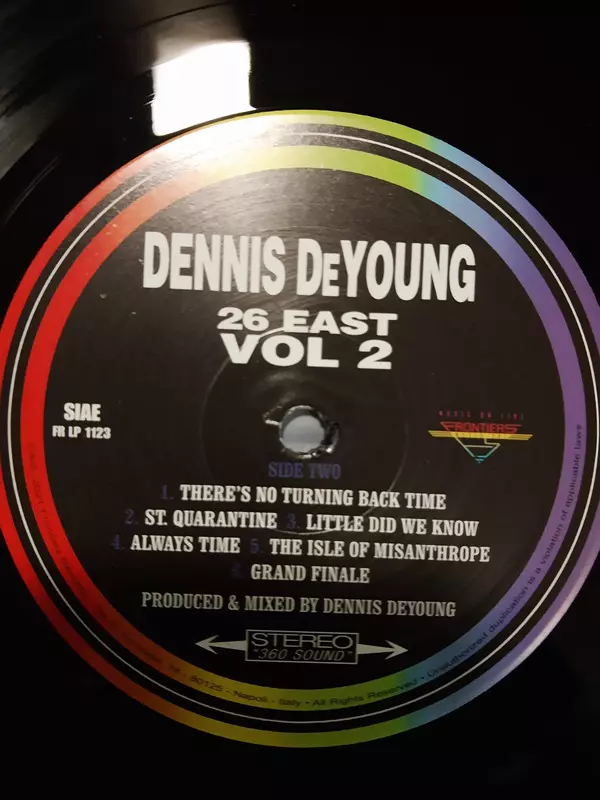 DENNIS DEYOUNG
26 EAST
VOL 2
SIAE
FR LP 1123
MUSIC ON LINE
FRONTIERS
SIDE TWO
1. THERE'S NO TURNING BACK TIME
2. ST. QUARANTINE 3. LITTLE DID WE KNOW
4. ALWAYS TIME 5. THE ISLE OF MISANTHROPE
GRAND FINALE
PRODUCED & MIXED BY DENNIS DEYOUNG
STEREO
"360 SOUND"
80125 - Napoli - Italy • All Rights Reserved • Unauthorized duplication is a violation of applicable laws